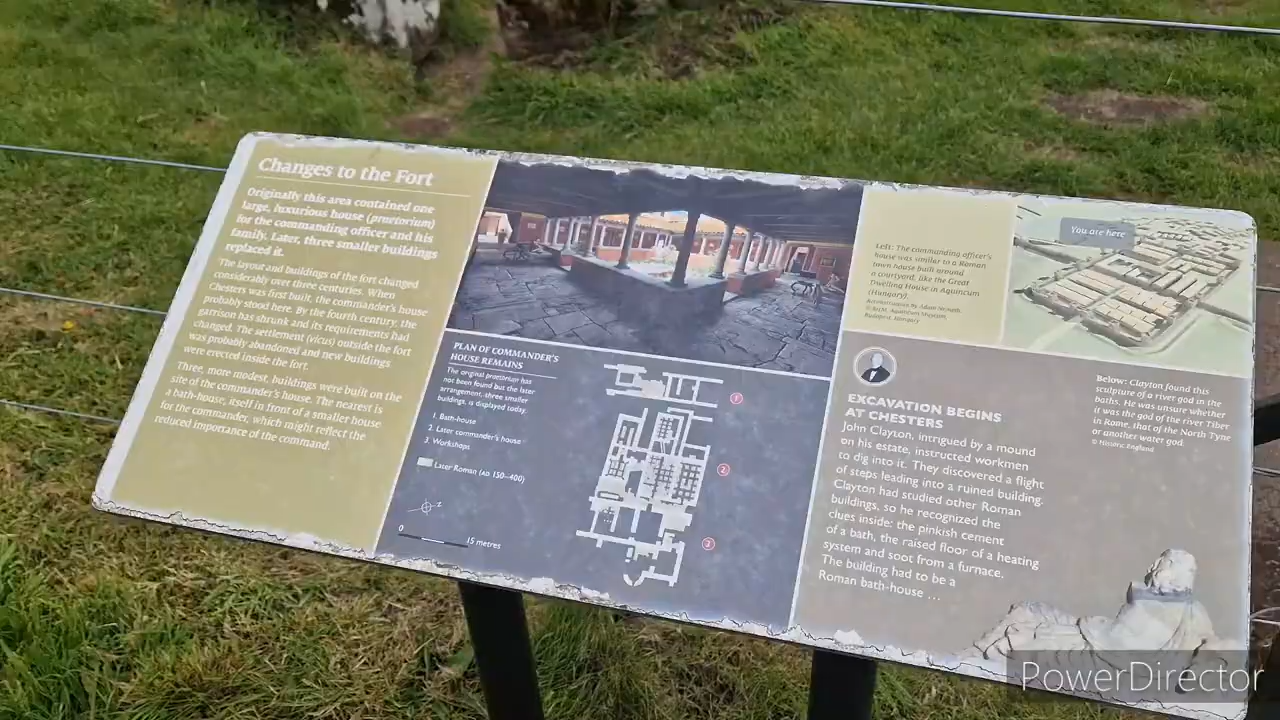 Changes to the Fort
Originally this area contained one
large, luxurious house (praetorium)
for the commanding officer and his
family. Later, three smaller buildings
replaced it.
The layout and buildings of the fort changed
considerably over three centuries. When
Chesters was first built, the commander's house
probably stood here. By the fourth century, the
garrison has shrunk and its requirements had
changed. The settlement (vicus) outside the fort
was probably abandoned and new buildings
were erected inside the fort.
Three, more modest, buildings were built on the
site of the commander's house. The nearest is
a bath-house, itself in front of a smaller house
for the commander, which might reflect the
reduced importance of the command.
PLAN OF COMMANDER'S
HOUSE REMAINS
The original praetorium has
not been found but the later
arrangement, three smaller
buildings, is displayed today.
1. Bath-house
2. Later commander's house
3. Workshops
Later Roman (AD 150–400)
0
15 metres
1
2
3
Left: The commanding officer's
house was similar to a Roman
town house built around
a courtyard, like the Great
Dwelling House in Aquincum
(Hungary).
Reconstruction by Adam Németh,
Aquincum Museum,
Budapest, Hungary
You are here
EXCAVATION BEGINS
AT CHESTERS
John Clayton, intrigued by a mound
on his estate, instructed workmen
to dig into it. They discovered a flight
of steps leading into a ruined building.
Clayton had studied other Roman
buildings, so he recognized the
clues inside: the pinkish cement
of a bath, the raised floor of a heating
system and soot from a furnace.
The building had to be a
Roman bath-house ...
Below: Clayton found this
sculpture of a river god in the
baths. He was unsure whether
it was the god of the river Tiber
in Rome, that of the North Tyne
or another water god.
© Historic England
PowerDirector